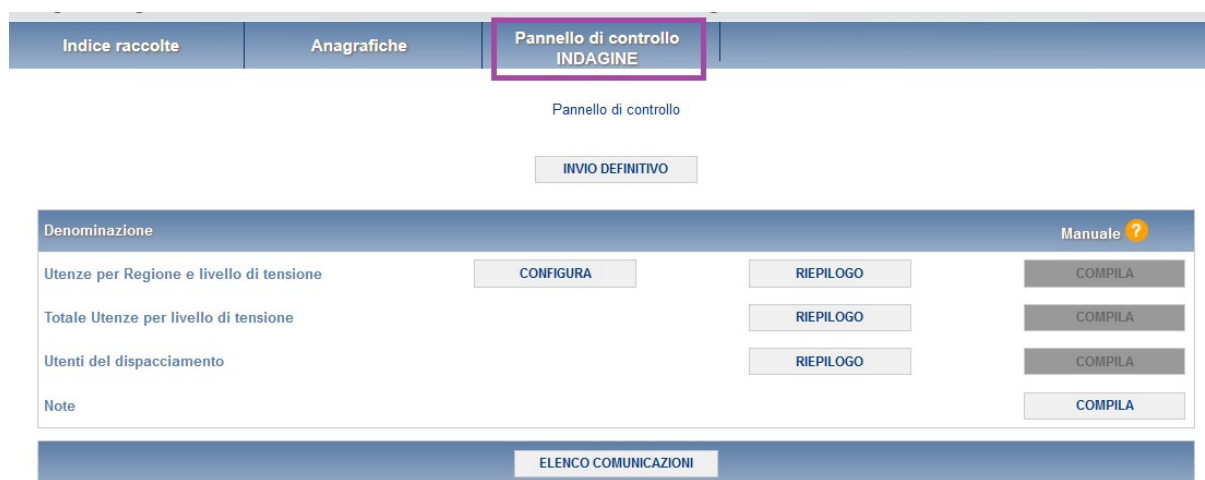 Indice raccolte Anagrafiche Pannello di controllo
INDAGINE
Pannello di controllo
INVIO DEFINITIVO
Denominazione Manuale ?
Utenze per Regione e livello di tensione CONFIGURA RIEPILOGO COMPILA
Totale Utenze per livello di tensione RIEPILOGO COMPILA
Utenti del dispacciamento RIEPILOGO COMPILA
Note COMPILA
ELENCO COMUNICAZIONI